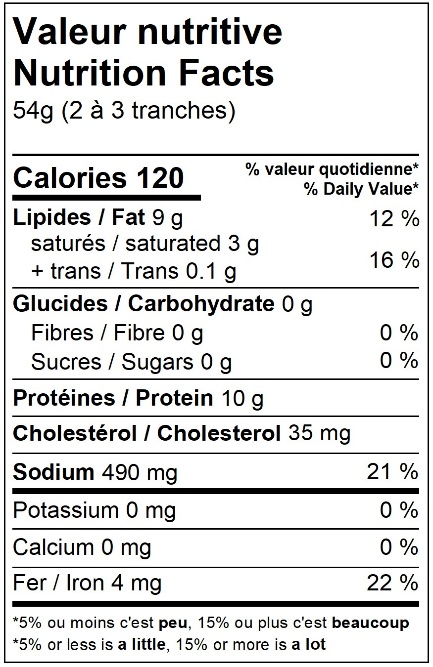 Valeur nutritive
Nutrition Facts
54g (2 à 3 tranches)
Calories 120
% valeur quotidienne*
% Daily Value*
Lipides / Fat 9 g 12 %
saturés / saturated 3 g
+ trans / Trans 0.1 g 16 %
Glucides / Carbohydrate 0 g
Fibres / Fibre 0 g 0 %
Sucres / Sugars 0 g 0 %
Protéines / Protein 10 g
Cholestérol / Cholesterol 35 mg
Sodium 490 mg 21 %
Potassium 0 mg 0 %
Calcium 0 mg 0 %
Fer / Iron 4 mg 22 %
*5% ou moins c'est peu, 15% ou plus c'est beaucoup
*5% or less is a little, 15% or more is a lot